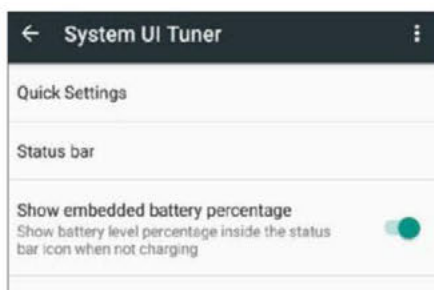 System UI Tuner
Quick Settings
Status bar
Show embedded battery percentage
Show battery level percentage inside the status
bar icon when not charging